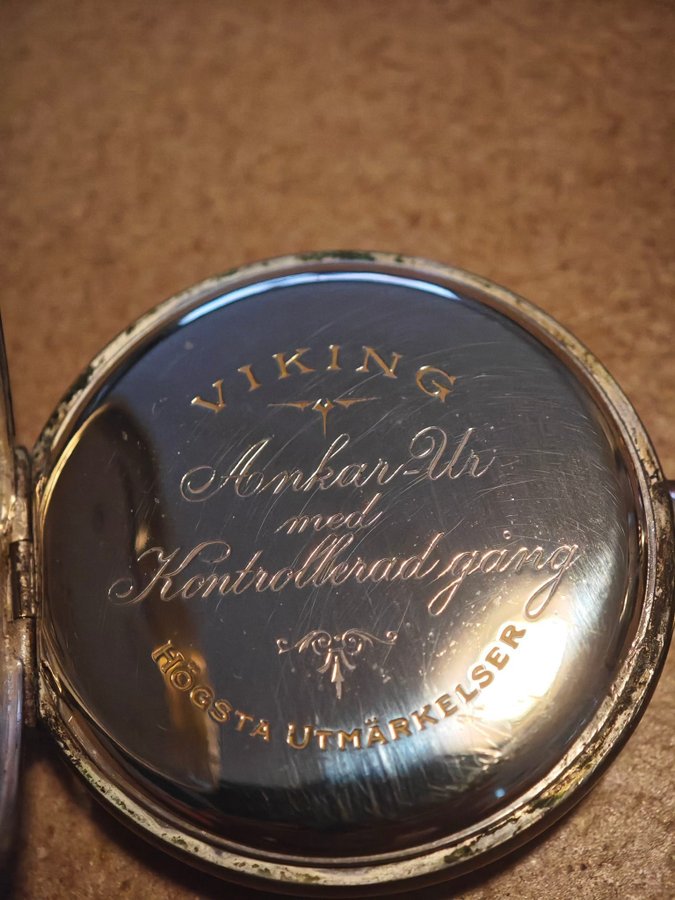 VIKING
Ankar-Ur
med
Kontrollerad gång
HÖGSTA UTMÄRKELSER